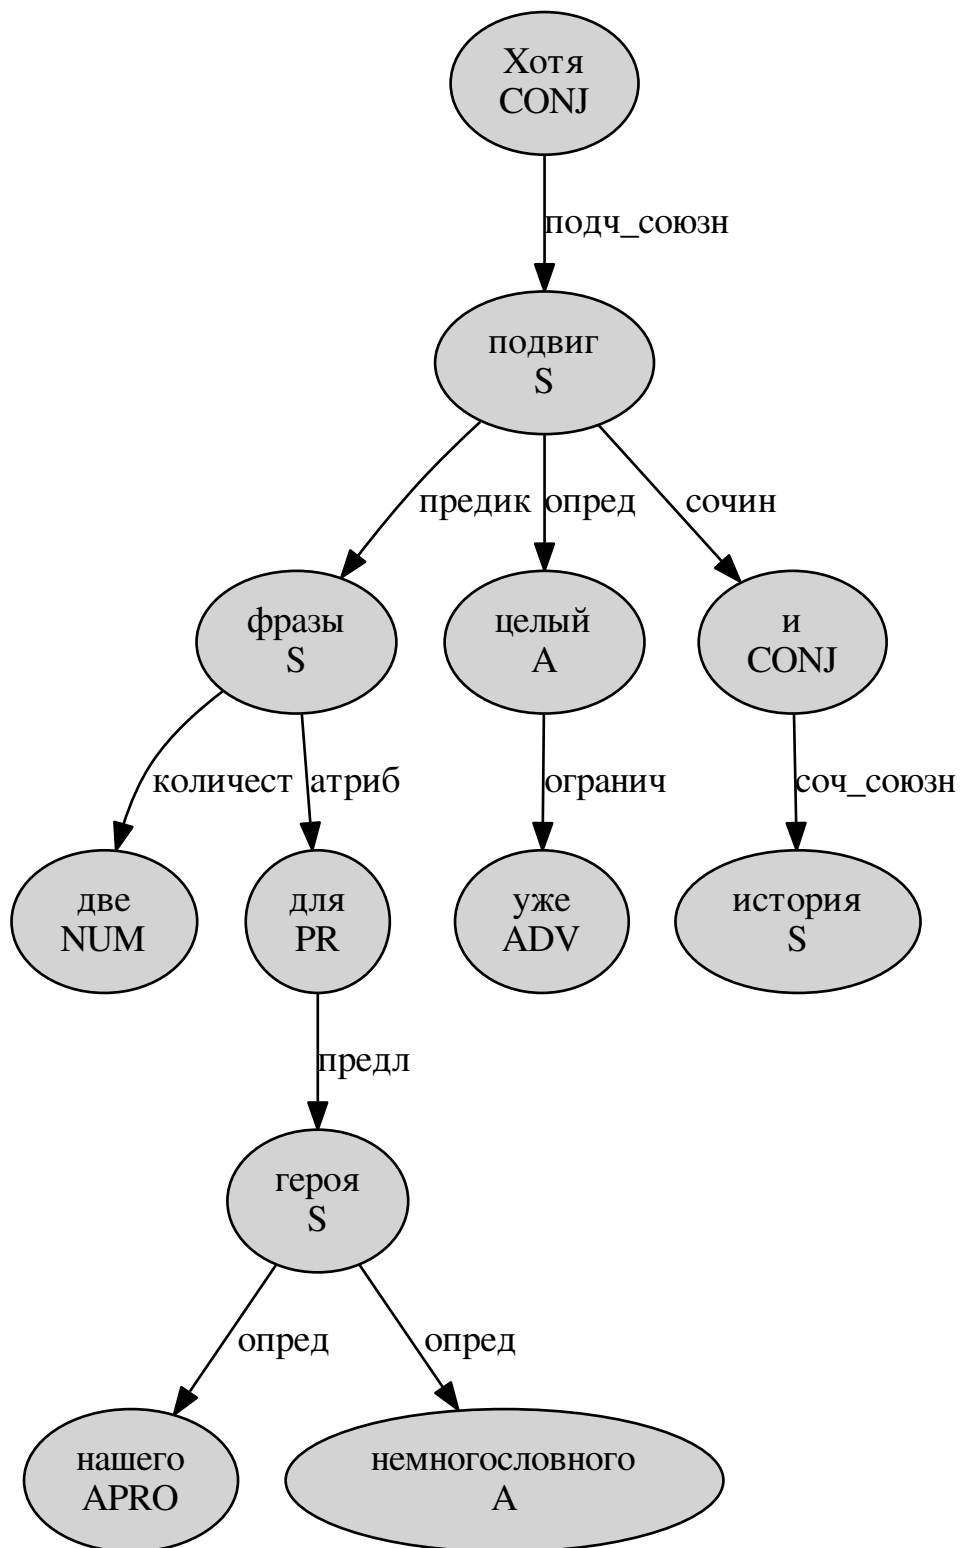 Хотя
CONJ
подч_союзн
подвиг
S
предик
опред
сочин
фразы
S
целый
A
и
CONJ
количест
атриб
огранич
соч_союзн
две
NUM
для
PR
уже
ADV
история
S
предл
героя
S
опред
опред
нашего
APRO
немногословного
A